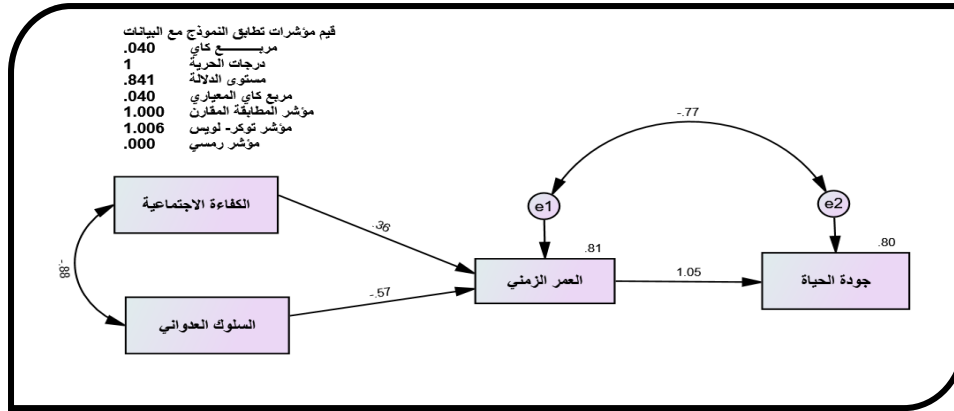 قيم مؤشرات تطابق النموذج مع البيانات
مربـــــــع كاي .040
درجات الحرية 1
مستوى الدلالة .841
مربع كاي المعياري .040
مؤشر المطابقة المقارن 1.000
مؤشر توكر- لويس 1.006
مؤشر رمسي .000
-.77
الكفاءة الاجتماعية
e1
e2
.36
.81
.80
-.88
العمر الزمني
1.05
جودة الحياة
-.57
السلوك العدواني